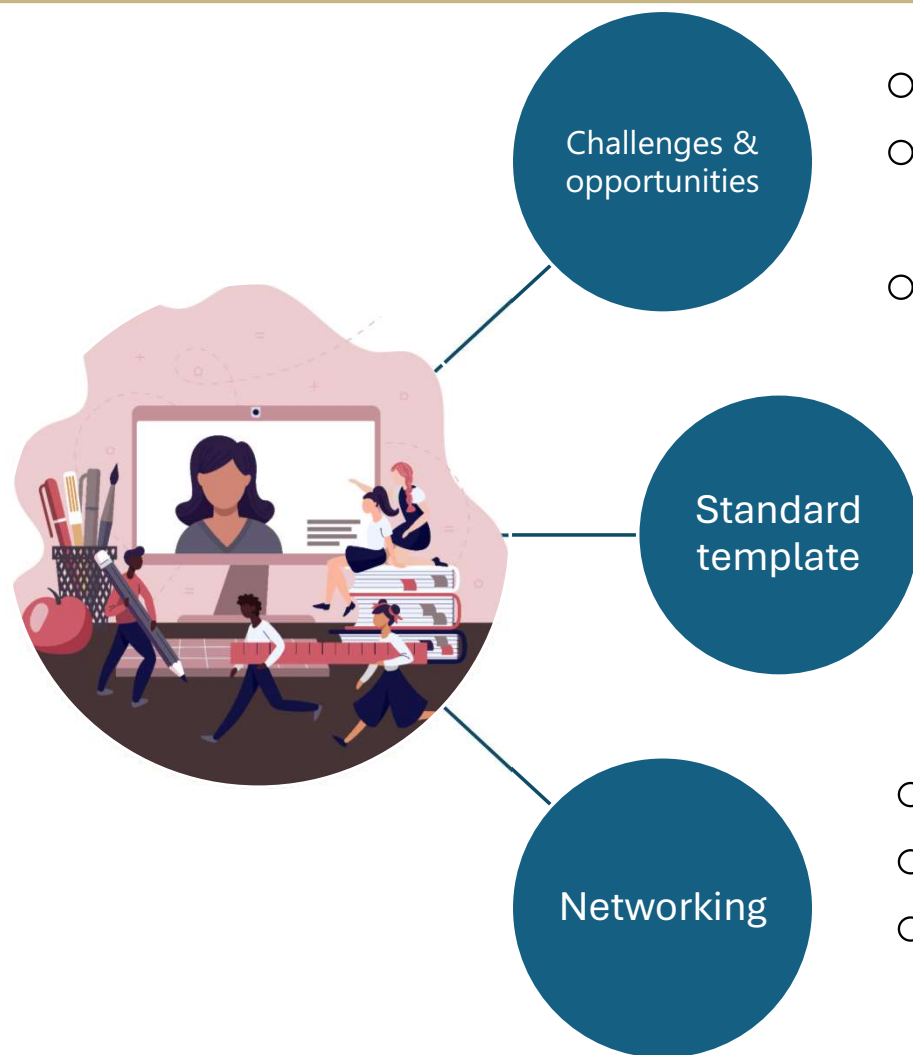 Challenges &
opportunities
Standard
template
Networking